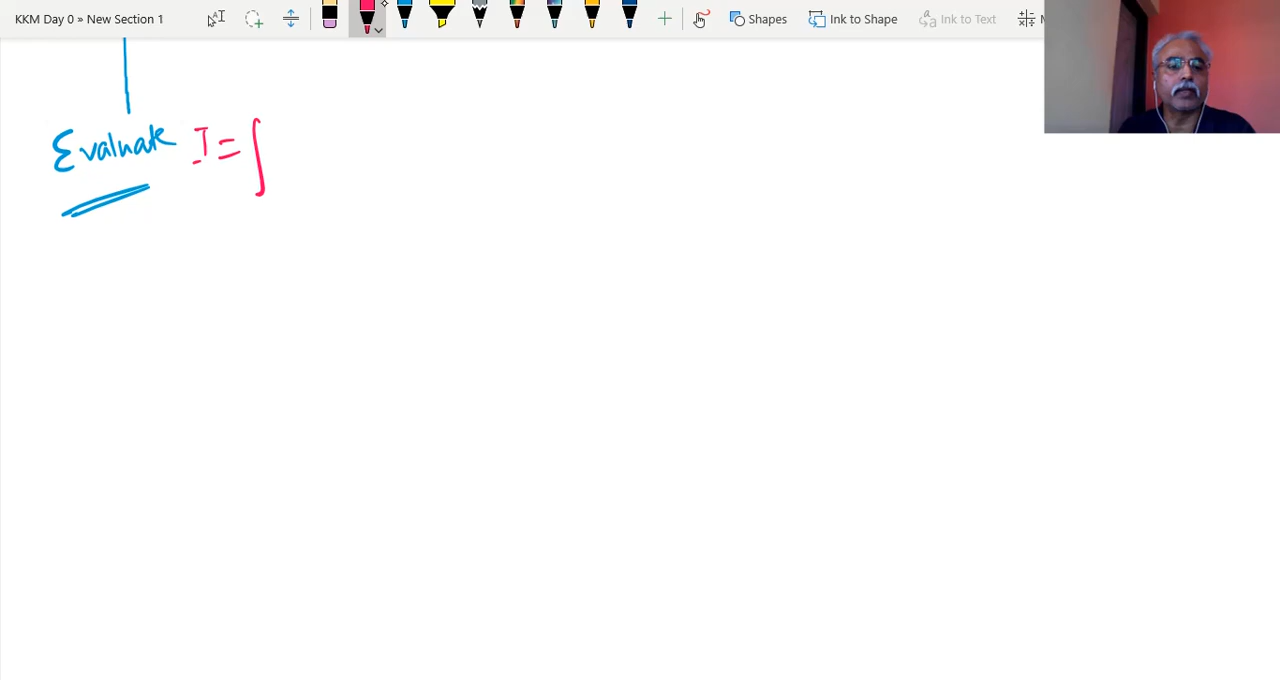 KKM Day 0 » New Section 1 Shapes Ink to Shape Ink to Text
Evaluate I = ∫